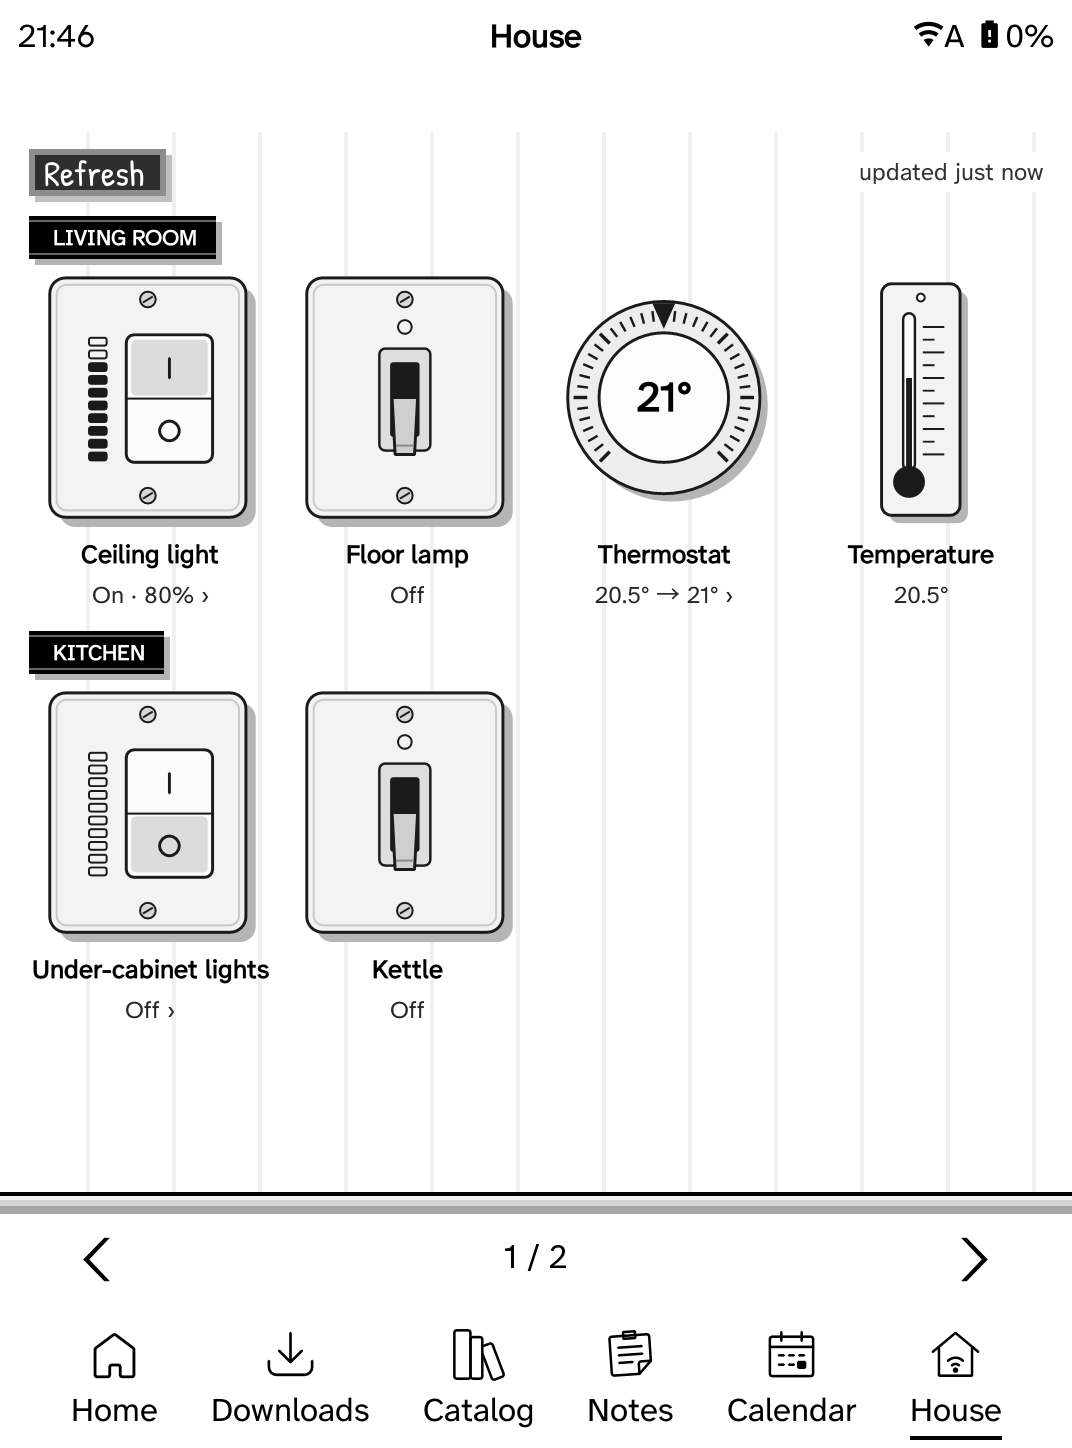 21:46
House
A
0%
Refresh
updated just now
LIVING ROOM
21°
Ceiling light
Floor lamp
Thermostat
Temperature
On · 80% ›
Off
20.5° → 21° ›
20.5°
KITCHEN
Under-cabinet lights
Kettle
Off ›
Off
1 / 2
Home
Downloads
Catalog
Notes
Calendar
House